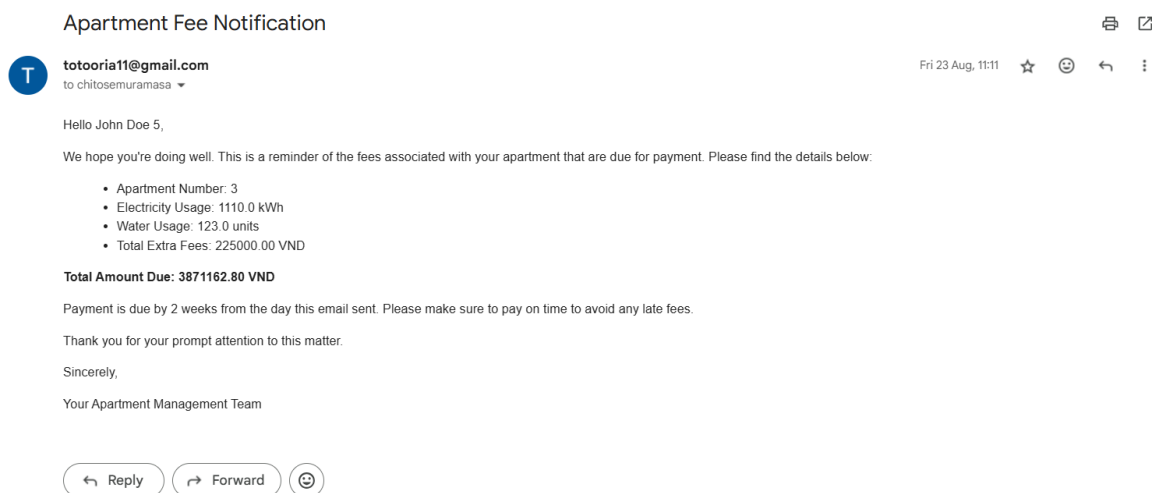 Apartment Fee Notification
T
totooria11@gmail.com
Fri 23 Aug, 11:11
to chitosemuramasa
Hello John Doe 5,
We hope you're doing well. This is a reminder of the fees associated with your apartment that are due for payment. Please find the details below:
• Apartment Number: 3
• Electricity Usage: 1110.0 kWh
• Water Usage: 123.0 units
• Total Extra Fees: 225000.00 VND
Total Amount Due: 3871162.80 VND
Payment is due by 2 weeks from the day this email sent. Please make sure to pay on time to avoid any late fees.
Thank you for your prompt attention to this matter.
Sincerely,
Your Apartment Management Team
Reply
Forward